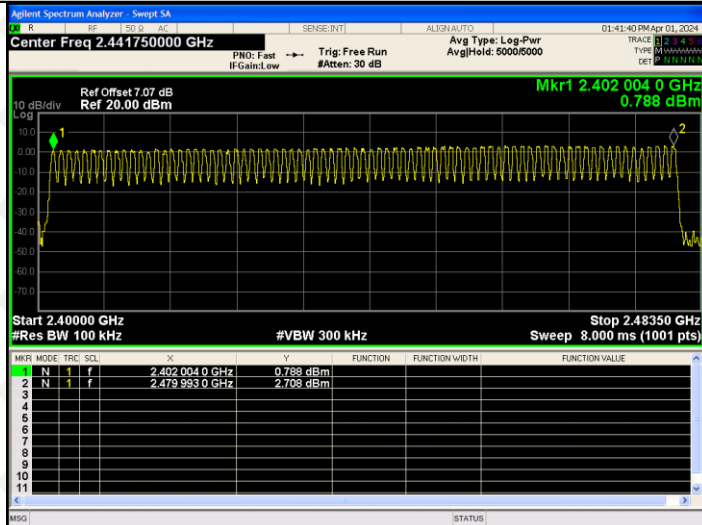 Agilent Spectrum Analyzer - Swept SA
R RF 50 Ω AC SENSE:INT ALIGN AUTO 01:41:40 PM Apr 01, 2024
Center Freq 2.441750000 GHz
PNO: Fast
IFGain:Low
Trig: Free Run
#Atten: 30 dB
Avg Type: Log-Pwr
Avg|Hold: 5000/5000
TRACE 1 2 3 4 5 6
TYPE M
DET P N N N N N
Mkr1 2.402 004 0 GHz
0.788 dBm
Ref Offset 7.07 dB
10 dB/div Ref 20.00 dBm
Log
10.0
0.00
-10.0
-20.0
-30.0
-40.0
-50.0
-60.0
-70.0
1
2
Start 2.40000 GHz Stop 2.48350 GHz
#Res BW 100 kHz #VBW 300 kHz Sweep 8.000 ms (1001 pts)
MKR MODE TRC SCL X Y FUNCTION FUNCTION WIDTH FUNCTION VALUE
1 N 1 f 2.402 004 0 GHz 0.788 dBm
2 N 1 f 2.479 993 0 GHz 2.708 dBm
3
4
5
6
7
8
9
10
11
MSG STATUS